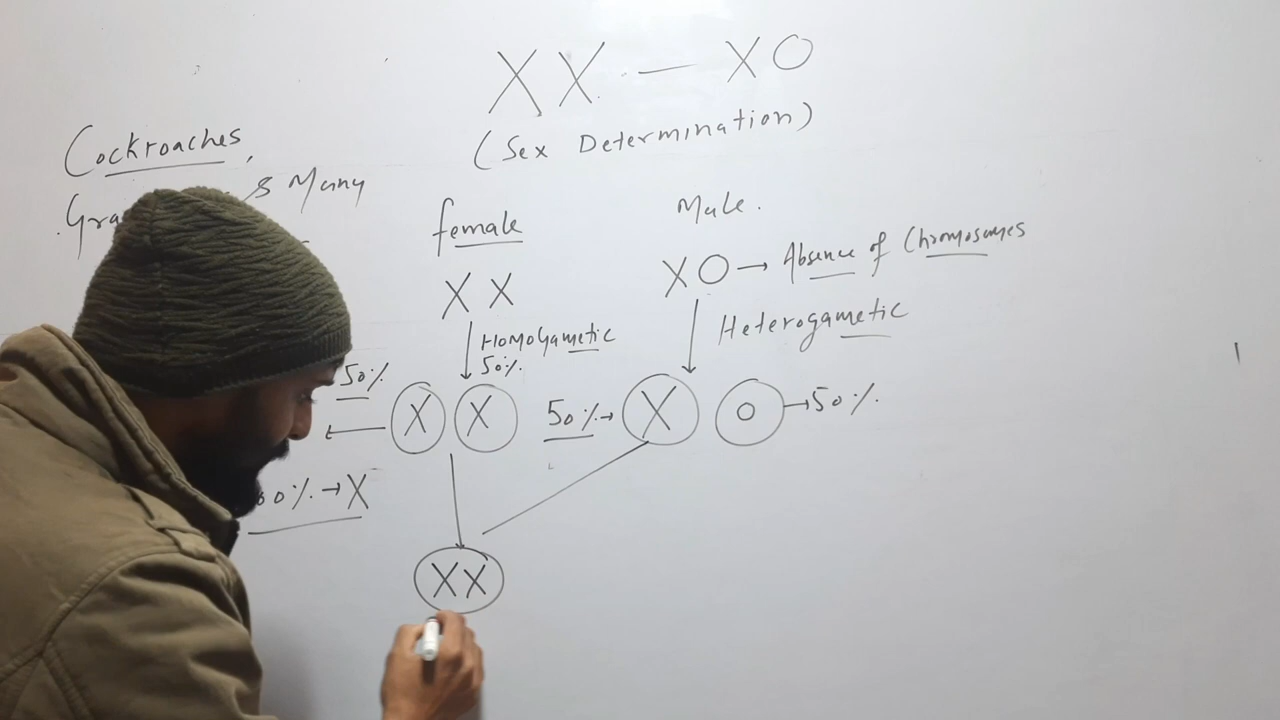 XX — XO
(Sex Determination)
Cockroaches,
& Many
female
Male.
XX
XO → Absence of Chromosomes
Homogametic
Heterogametic
50%
50%.
X
X
50% →
X
O
→ 50%.
% → X
XX